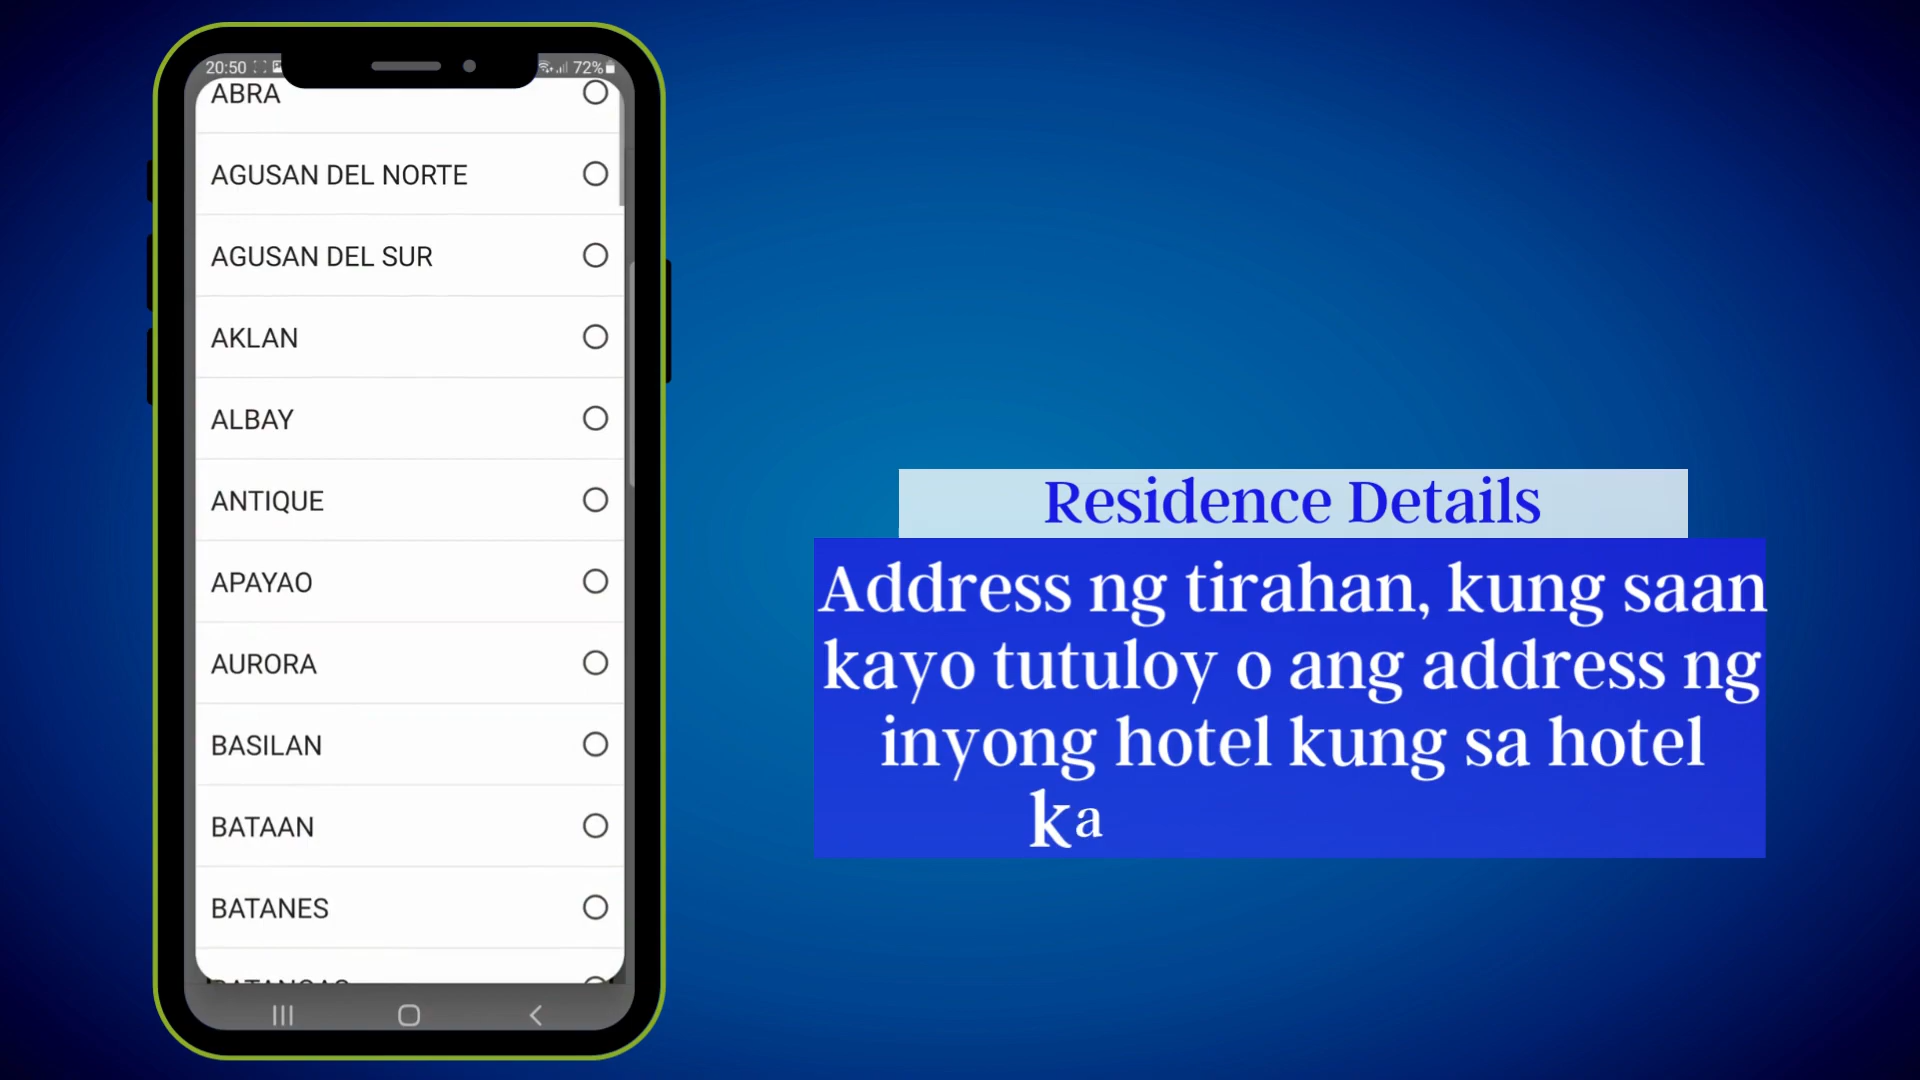 20:50
72%
ABRA
AGUSAN DEL NORTE
AGUSAN DEL SUR
AKLAN
ALBAY
ANTIQUE
APAYAO
AURORA
BASILAN
BATAAN
BATANES
BATANGAS
Residence Details
Address ng tirahan, kung saan
kayo tutuloy o ang address ng
inyong hotel kung sa hotel
ka